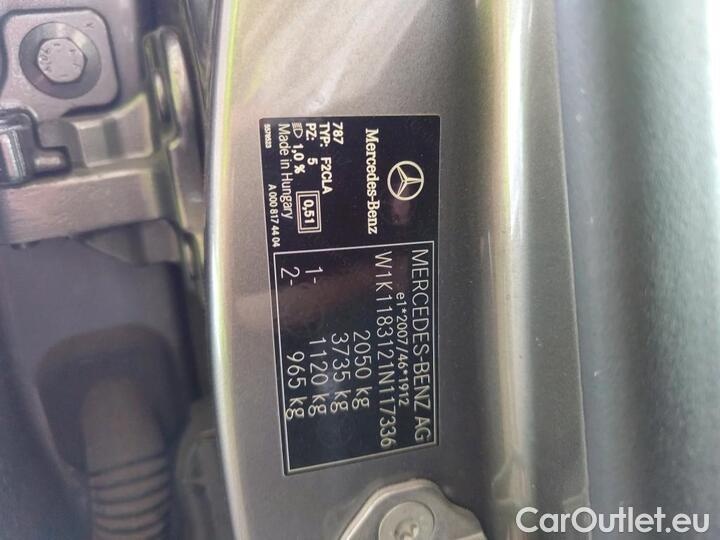 Mercedes-Benz
787
TYP: F2CLA
PZ: 5 0,51
1,0 %
Made in Hungary
5578523 A 000 817 44 04
MERCEDES-BENZ AG
e1*2007/46*1912
W1K1183121N117336
2050 kg
3735 kg
1- 1120 kg
2- 965 kg
CarOutlet.eu